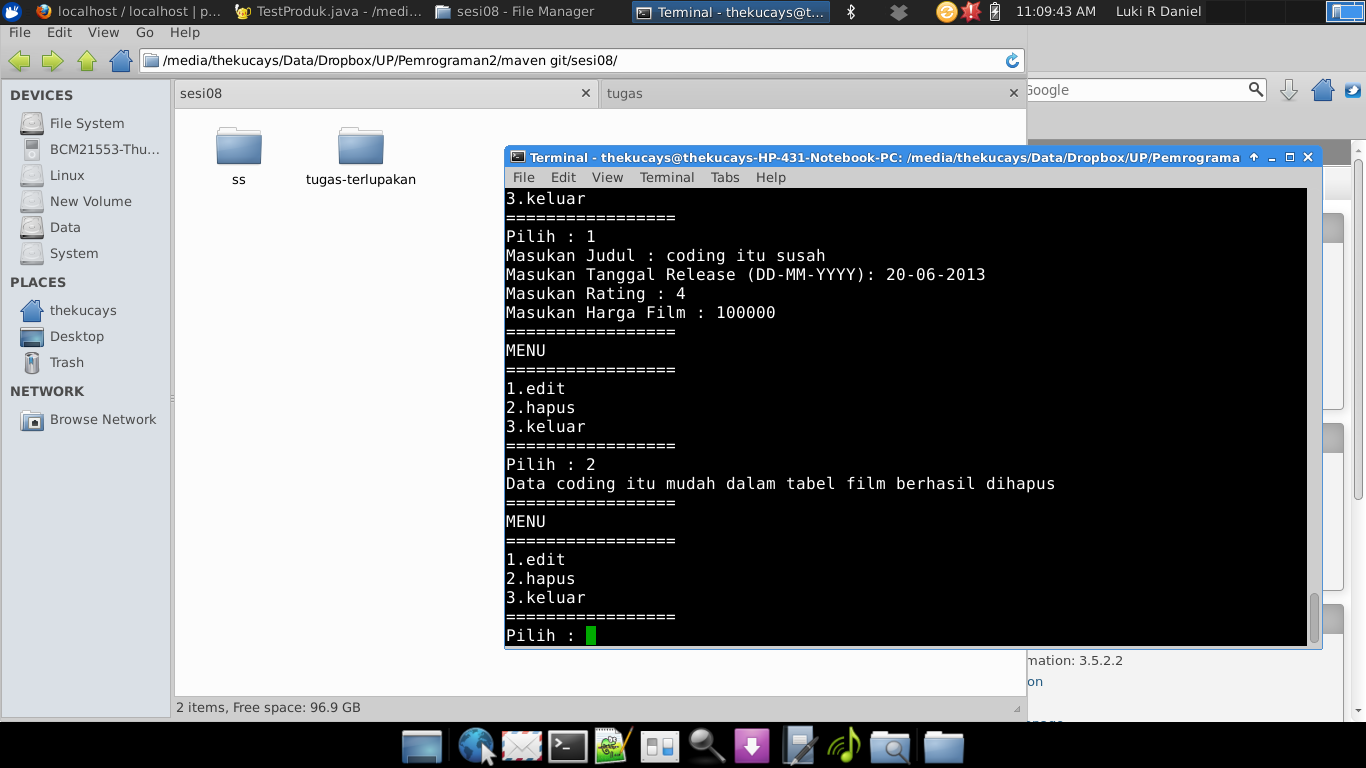 localhost / localhost | p...
TestProduk.java - /medi...
sesi08 - File Manager
Terminal - thekucays@t...
11:09:43 AM
Luki R Daniel
File Edit View Go Help
/media/thekucays/Data/Dropbox/UP/Pemrograman2/maven git/sesi08/
Google
DEVICES
File System
BCM21553-Thu...
Linux
New Volume
Data
System
PLACES
thekucays
Desktop
Trash
NETWORK
Browse Network
sesi08
tugas
ss
tugas-terlupakan
2 items, Free space: 96.9 GB
Terminal - thekucays@thekucays-HP-431-Notebook-PC: /media/thekucays/Data/Dropbox/UP/Pemrograma
File Edit View Terminal Tabs Help
3.keluar
=================
Pilih : 1
Masukan Judul : coding itu susah
Masukan Tanggal Release (DD-MM-YYYY): 20-06-2013
Masukan Rating : 4
Masukan Harga Film : 100000
=================
MENU
=================
1.edit
2.hapus
3.keluar
=================
Pilih : 2
Data coding itu mudah dalam tabel film berhasil dihapus
=================
MENU
=================
1.edit
2.hapus
3.keluar
=================
Pilih :
mation: 3.5.2.2
on